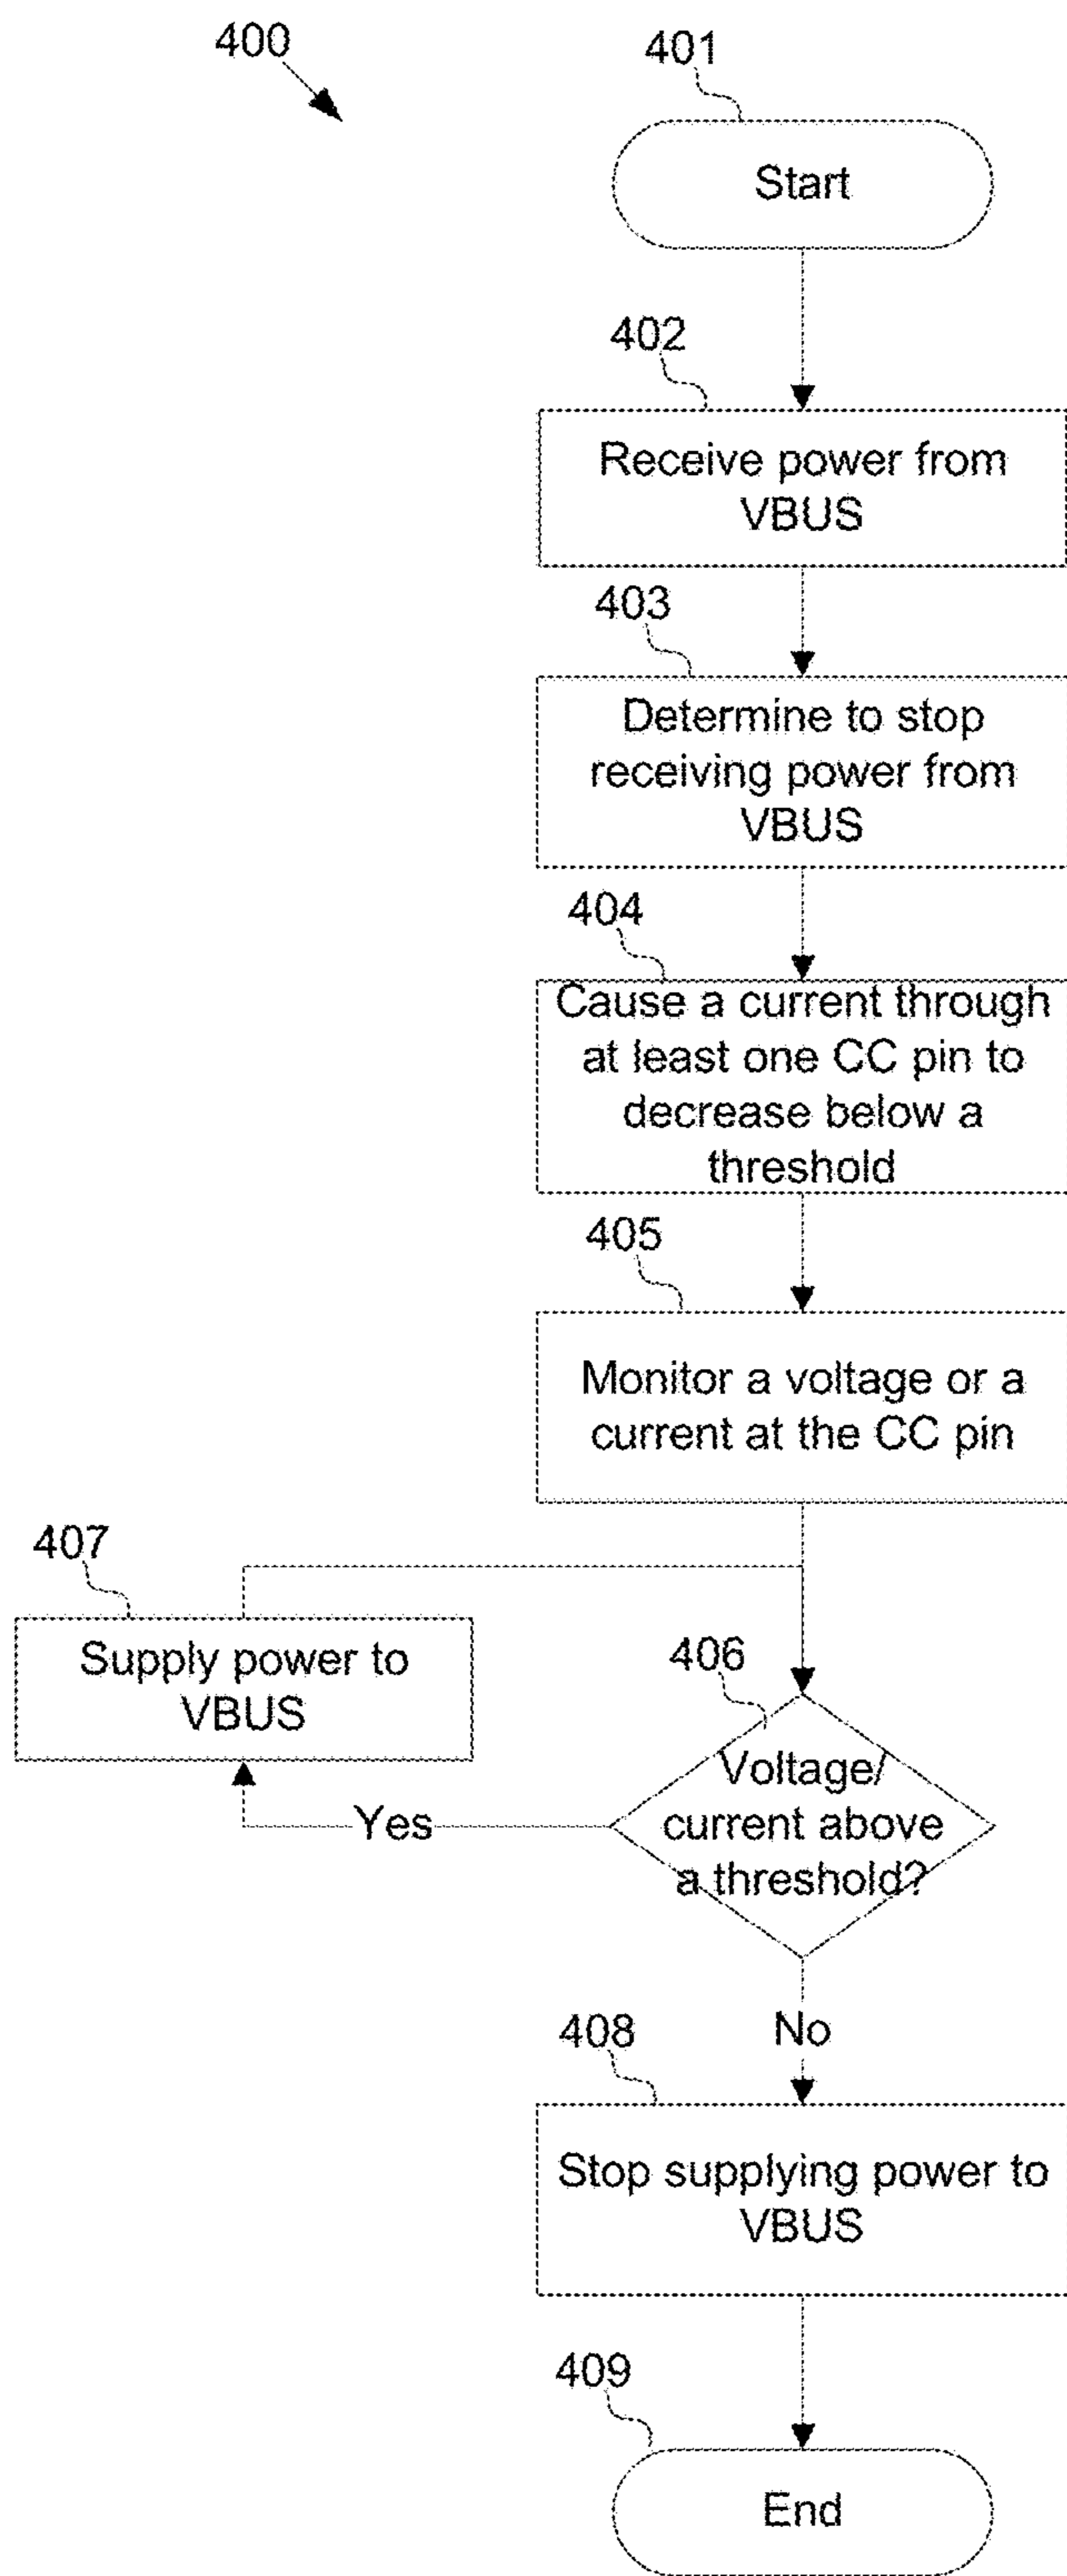 400
401
Start
402
Receive power from
VBUS
403
Determine to stop
receiving power from
VBUS
404
Cause a current through
at least one CC pin to
decrease below a
threshold
405
Monitor a voltage or a
current at the CC pin
407
Supply power to
VBUS
406
Voltage/
current above
a threshold?
Yes
No
408
Stop supplying power to
VBUS
409
End